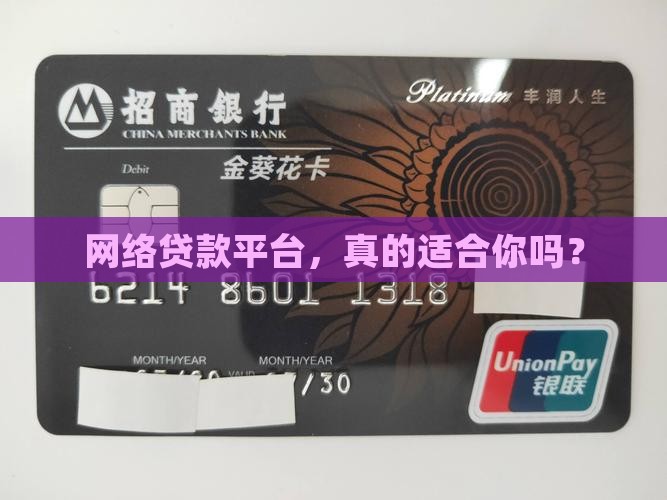 招商銀行
CHINA MERCHANTS BANK
Platinum 丰润人生
Debit
金葵花卡
网络贷款平台，真的适合你吗？
6214 8601 1318
MONTH/YEAR MONTH/YEAR
VALID
/30
UnionPay
银联